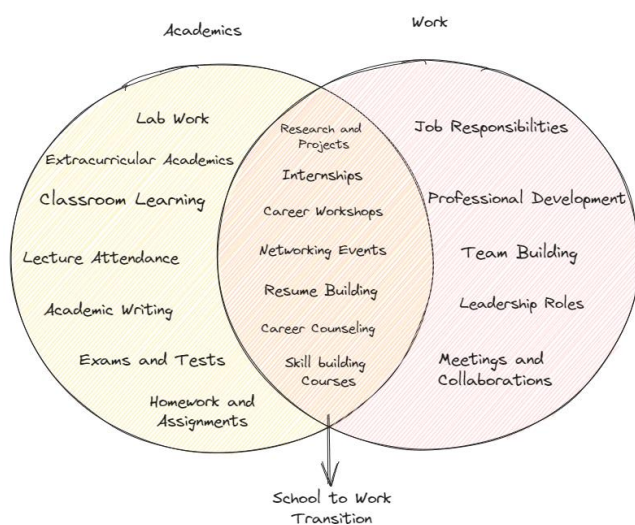 Academics
Work
Lab Work
Extracurricular Academics
Classroom Learning
Lecture Attendance
Academic Writing
Exams and Tests
Homework and
Assignments
Research and
Projects
Internships
Career Workshops
Networking Events
Resume Building
Career Counseling
Skill building
Courses
Job Responsibilities
Professional Development
Team Building
Leadership Roles
Meetings and
Collaborations
School to Work
Transition